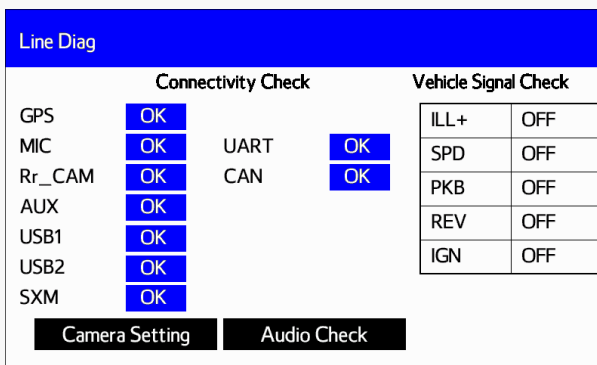 Line Diag
Connectivity Check Vehicle Signal Check
GPS OK ILL+ OFF
MIC OK UART OK SPD OFF
Rr_CAM OK CAN OK PKB OFF
AUX OK REV OFF
USB1 OK IGN OFF
USB2 OK
SXM OK
Camera Setting Audio Check